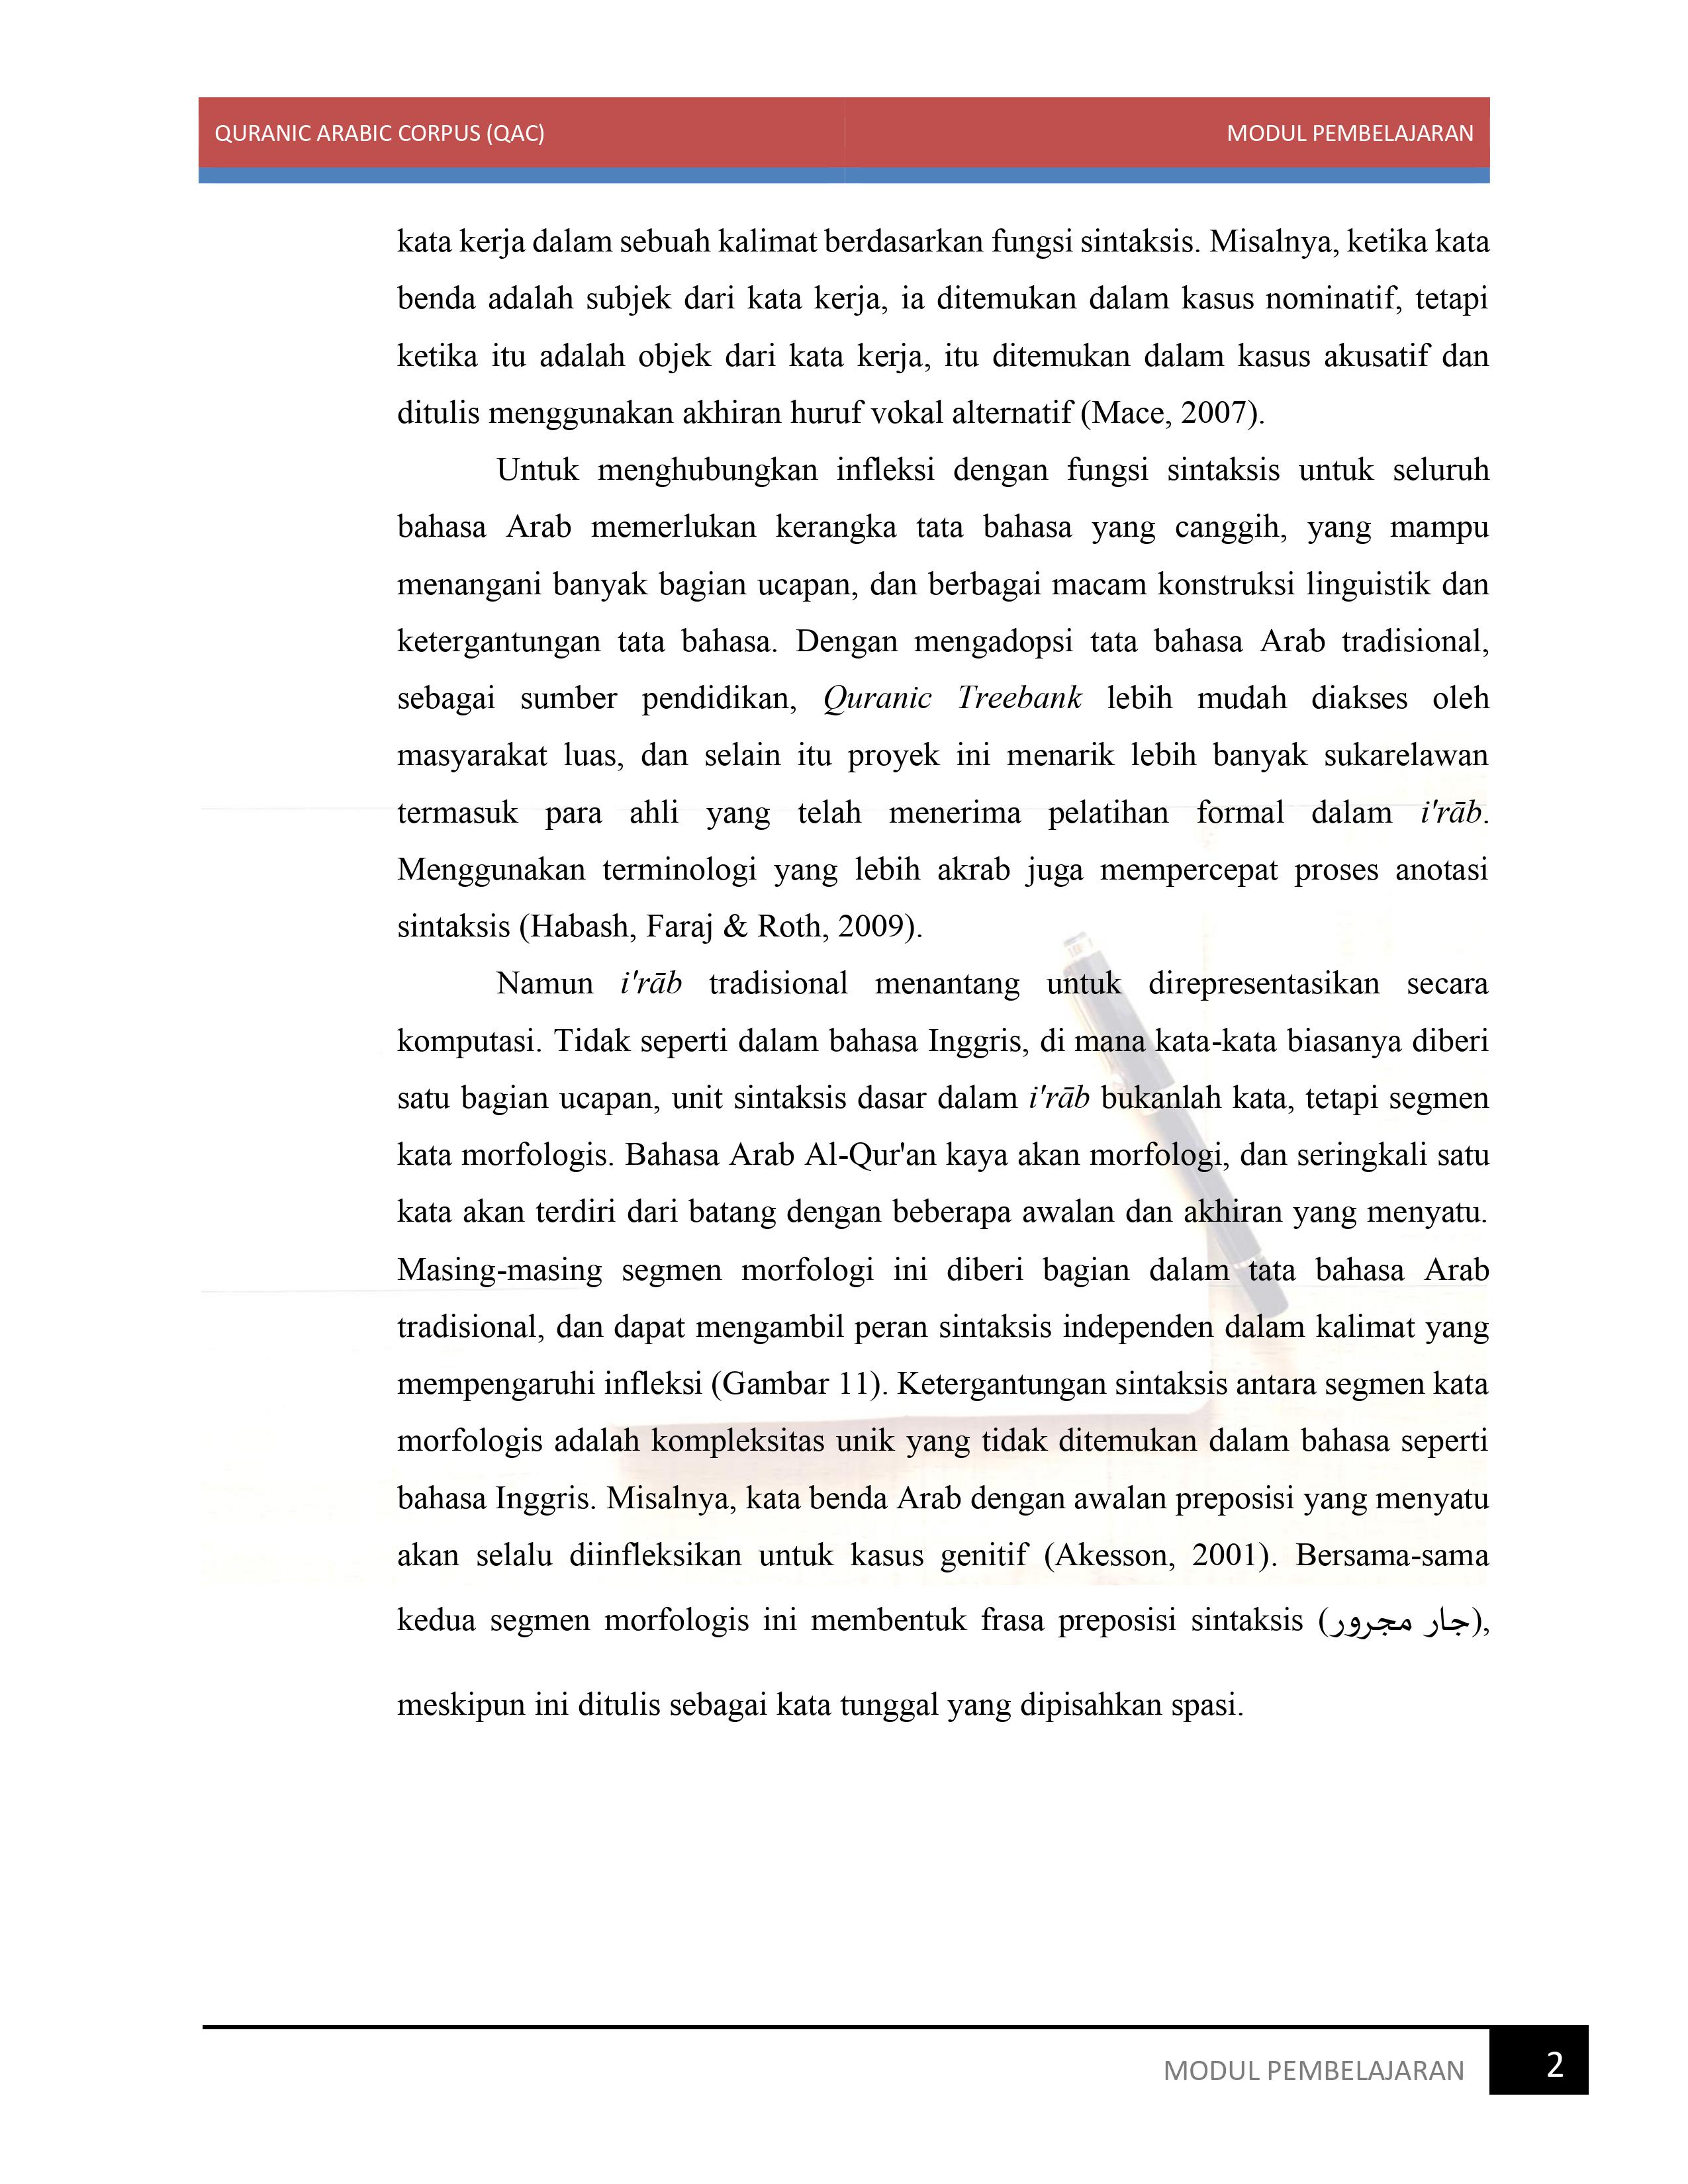 QURANIC ARABIC CORPUS (QAC) MODUL PEMBELAJARAN
kata kerja dalam sebuah kalimat berdasarkan fungsi sintaksis. Misalnya, ketika kata
benda adalah subjek dari kata kerja, ia ditemukan dalam kasus nominatif, tetapi
ketika itu adalah objek dari kata kerja, itu ditemukan dalam kasus akusatif dan
ditulis menggunakan akhiran huruf vokal alternatif (Mace, 2007).
Untuk menghubungkan infleksi dengan fungsi sintaksis untuk seluruh
bahasa Arab memerlukan kerangka tata bahasa yang canggih, yang mampu
menangani banyak bagian ucapan, dan berbagai macam konstruksi linguistik dan
ketergantungan tata bahasa. Dengan mengadopsi tata bahasa Arab tradisional,
sebagai sumber pendidikan, Quranic Treebank lebih mudah diakses oleh
masyarakat luas, dan selain itu proyek ini menarik lebih banyak sukarelawan
termasuk para ahli yang telah menerima pelatihan formal dalam i'rāb.
Menggunakan terminologi yang lebih akrab juga mempercepat proses anotasi
sintaksis (Habash, Faraj & Roth, 2009).
Namun i'rāb tradisional menantang untuk direpresentasikan secara
komputasi. Tidak seperti dalam bahasa Inggris, di mana kata-kata biasanya diberi
satu bagian ucapan, unit sintaksis dasar dalam i'rāb bukanlah kata, tetapi segmen
kata morfologis. Bahasa Arab Al-Qur'an kaya akan morfologi, dan seringkali satu
kata akan terdiri dari batang dengan beberapa awalan dan akhiran yang menyatu.
Masing-masing segmen morfologi ini diberi bagian dalam tata bahasa Arab
tradisional, dan dapat mengambil peran sintaksis independen dalam kalimat yang
mempengaruhi infleksi (Gambar 11). Ketergantungan sintaksis antara segmen kata
morfologis adalah kompleksitas unik yang tidak ditemukan dalam bahasa seperti
bahasa Inggris. Misalnya, kata benda Arab dengan awalan preposisi yang menyatu
akan selalu diinfleksikan untuk kasus genitif (Akesson, 2001). Bersama-sama
kedua segmen morfologis ini membentuk frasa preposisi sintaksis (جار مجرور),
meskipun ini ditulis sebagai kata tunggal yang dipisahkan spasi.
MODUL PEMBELAJARAN 2